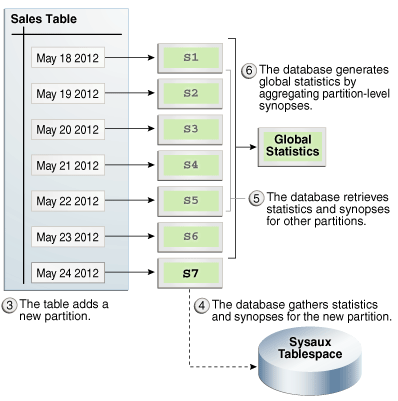 Sales Table
May 18 2012
S1
May 19 2012
S2
May 20 2012
S3
May 21 2012
S4
May 22 2012
S5
May 23 2012
S6
May 24 2012
S7
6 The database generates
global statistics by
aggregating partition-level
synopses.
Global
Statistics
5 The database retrieves
statistics and synopses
for other partitions.
3 The table adds a
new partition.
4 The database gathers statistics
and synopses for the new partition.
Sysaux
Tablespace